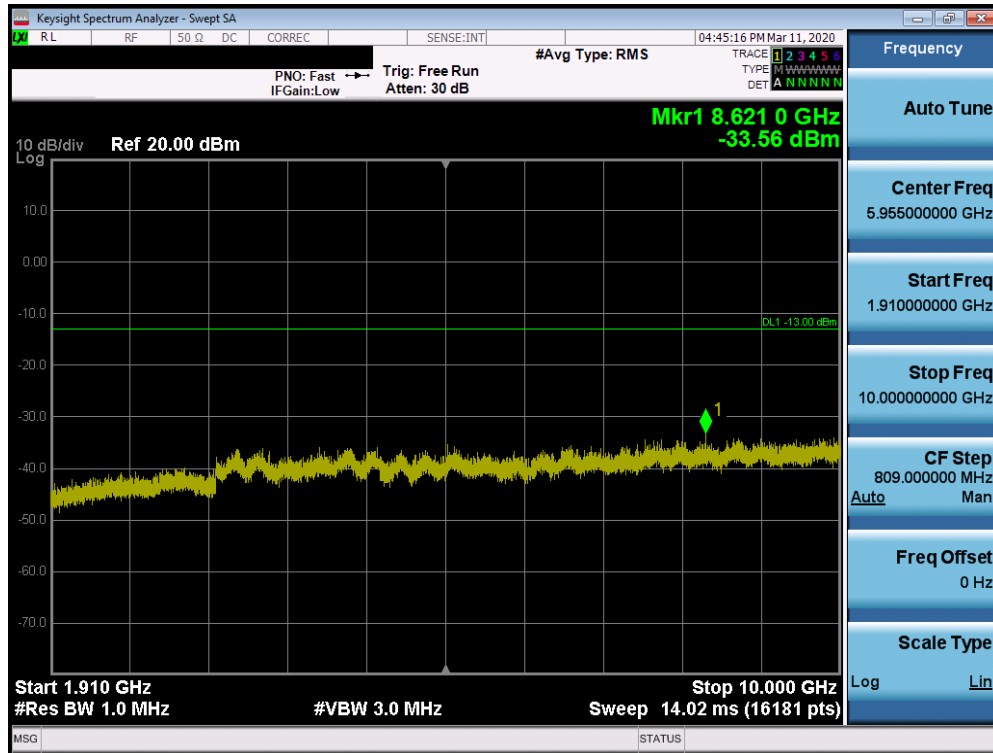 Keysight Spectrum Analyzer - Swept SA
LXI RL RF 50 Ω DC CORREC SENSE:INT 04:45:16 PM Mar 11, 2020
#Avg Type: RMS TRACE 1 2 3 4 5 6
PNO: Fast Trig: Free Run TYPE M WWWWW
IFGain:Low Atten: 30 dB DET A N N N N N
Mkr1 8.621 0 GHz
-33.56 dBm
10 dB/div Ref 20.00 dBm
Log
10.0
0.00
-10.0
DL1 -13.00 dBm
-20.0
-30.0
1
-40.0
-50.0
-60.0
-70.0
Start 1.910 GHz Stop 10.000 GHz
#Res BW 1.0 MHz #VBW 3.0 MHz Sweep 14.02 ms (16181 pts)
MSG STATUS
Frequency
Auto Tune
Center Freq
5.955000000 GHz
Start Freq
1.910000000 GHz
Stop Freq
10.000000000 GHz
CF Step
809.000000 MHz
Auto Man
Freq Offset
0 Hz
Scale Type
Log Lin